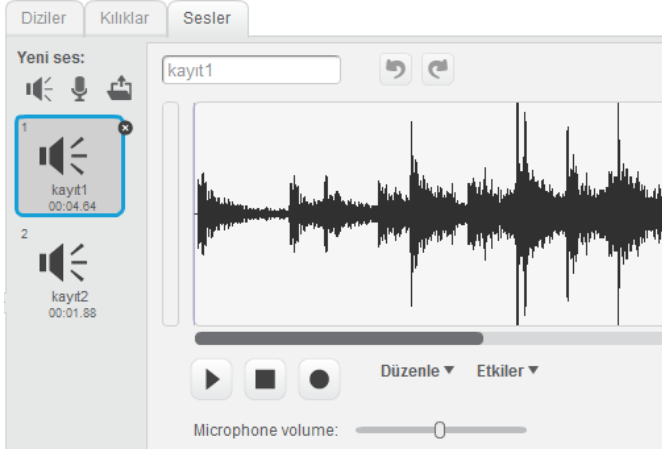 Diziler Kılıklar Sesler
Yeni ses:
kayıt1
1
kayıt1
00:04.64
2
kayıt2
00:01.88
Düzenle Etkiler
Microphone volume: